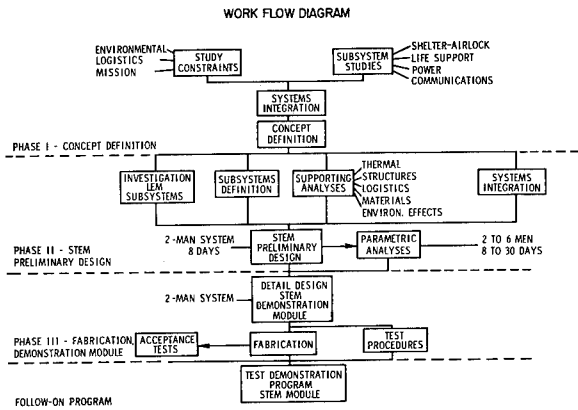 WORK FLOW DIAGRAM
ENVIRONMENTAL
LOGISTICS
MISSION
STUDY
CONSTRAINTS
SUBSYSTEM
STUDIES
SHELTER-AIRLOCK
LIFE SUPPORT
POWER
COMMUNICATIONS
SYSTEMS
INTEGRATION
CONCEPT
DEFINITION
PHASE I - CONCEPT DEFINITION
INVESTIGATION
LEM
SUBSYSTEMS
SUBSYSTEMS
DEFINITION
SUPPORTING
ANALYSES
THERMAL
STRUCTURES
LOGISTICS
MATERIALS
ENVIRON. EFFECTS
SYSTEMS
INTEGRATION
2-MAN SYSTEM
8 DAYS
STEM
PRELIMINARY
DESIGN
PARAMETRIC
ANALYSES
2 TO 6 MEN
8 TO 30 DAYS
PHASE II - STEM
PRELIMINARY DESIGN
2-MAN SYSTEM
DETAIL DESIGN
STEM
DEMONSTRATION
MODULE
PHASE III - FABRICATION,
DEMONSTRATION MODULE
ACCEPTANCE
TESTS
FABRICATION
TEST
PROCEDURES
TEST DEMONSTRATION
PROGRAM
STEM MODULE
FOLLOW-ON PROGRAM